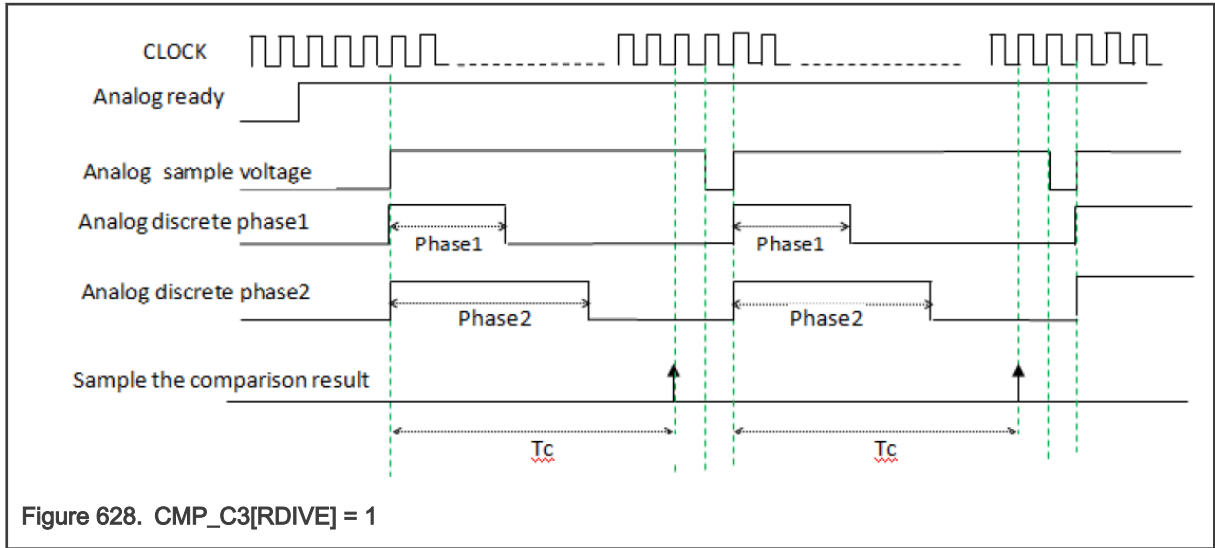 CLOCK
Analog ready
Analog sample voltage
Analog discrete phase1
Phase1
Phase1
Analog discrete phase2
Phase2
Phase2
Sample the comparison result
Tc
Tc
Figure 628. CMP_C3[RDIVE] = 1